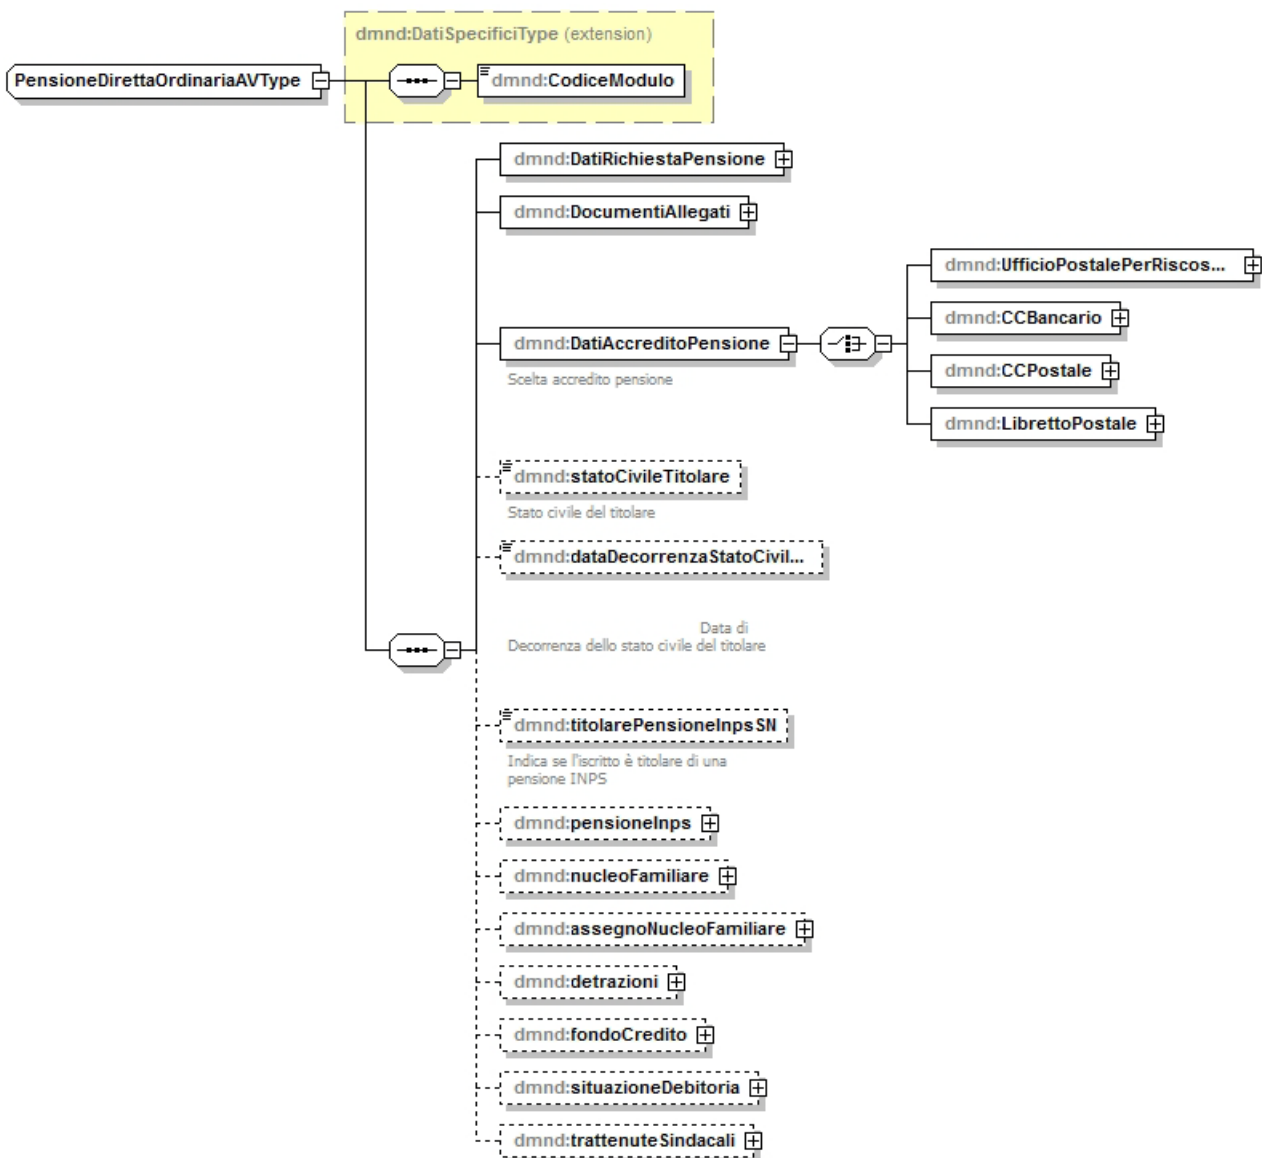 dmnd:DatiSpecificiType (extension)
PensioneDirettaOrdinariaAVType
dmnd:CodiceModulo
dmnd:DatiRichiestaPensione
dmnd:DocumentiAllegati
dmnd:UfficioPostalePerRiscos...
dmnd:CCBancario
dmnd:DatiAccreditoPensione
Scelta accredito pensione
dmnd:CCPostale
dmnd:LibrettoPostale
dmnd:statoCivileTitolare
Stato civile del titolare
dmnd:dataDecorrenzaStatoCivil...
Data di
Decorrenza dello stato civile del titolare
dmnd:titolarePensioneInpsSN
Indica se l'iscritto è titolare di una
pensione INPS
dmnd:pensioneInps
dmnd:nucleoFamiliare
dmnd:assegnoNucleoFamiliare
dmnd:detrazioni
dmnd:fondoCredito
dmnd:situazioneDebitoria
dmnd:trattenuteSindacali